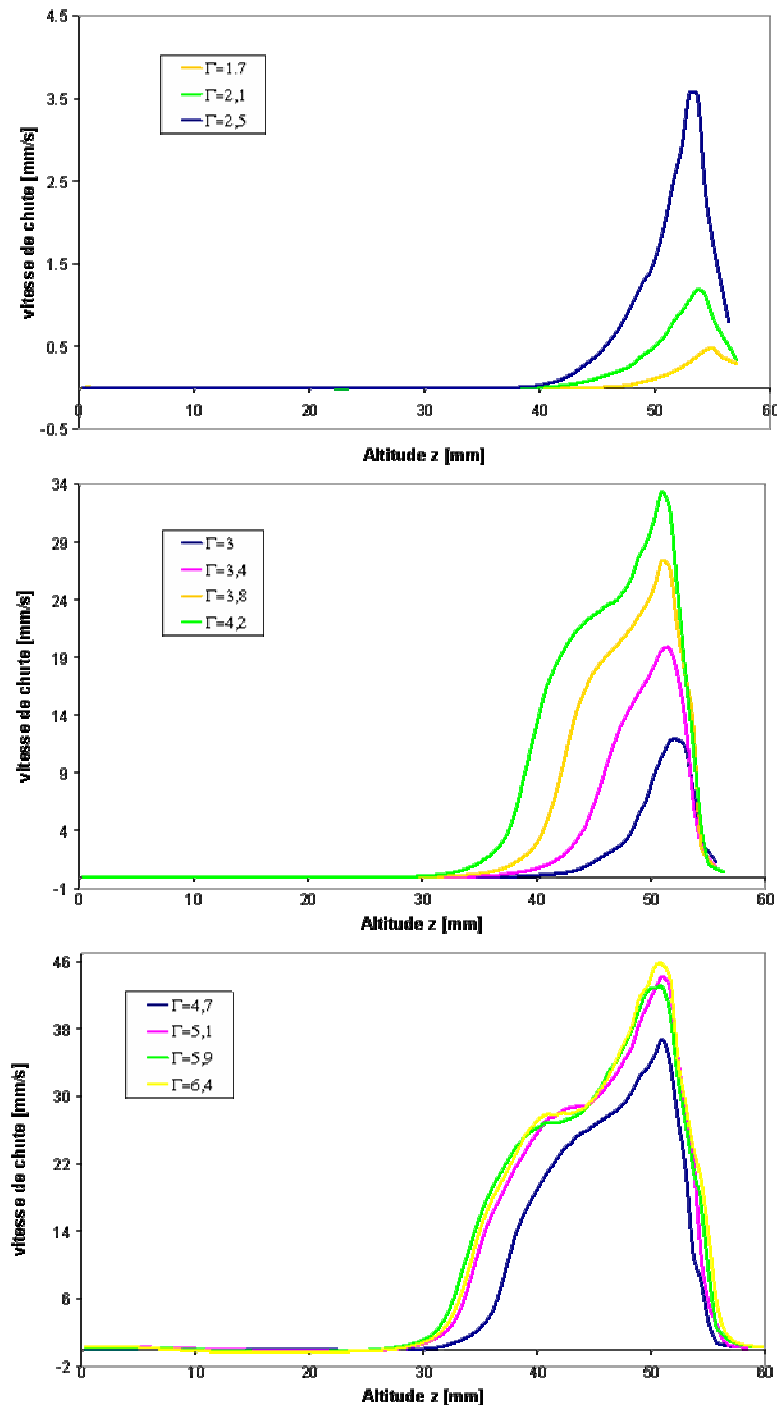 4.5
3.5
2.5
1.5
0.5
-0.5
vitesse de chute [mm/s]
Γ=1.7
Γ=2,1
Γ=2,5
0 10 20 30 40 50 60
Altitude z [mm]
34
29
24
19
14
9
4
-1
vitesse de chute [mm/s]
Γ=3
Γ=3,4
Γ=3,8
Γ=4,2
0 10 20 30 40 50 60
Altitude z [mm]
46
38
30
22
14
6
-2
vitesse de chute [mm/s]
Γ=4,7
Γ=5,1
Γ=5,9
Γ=6,4
0 10 20 30 40 50 60
Altitude z [mm]